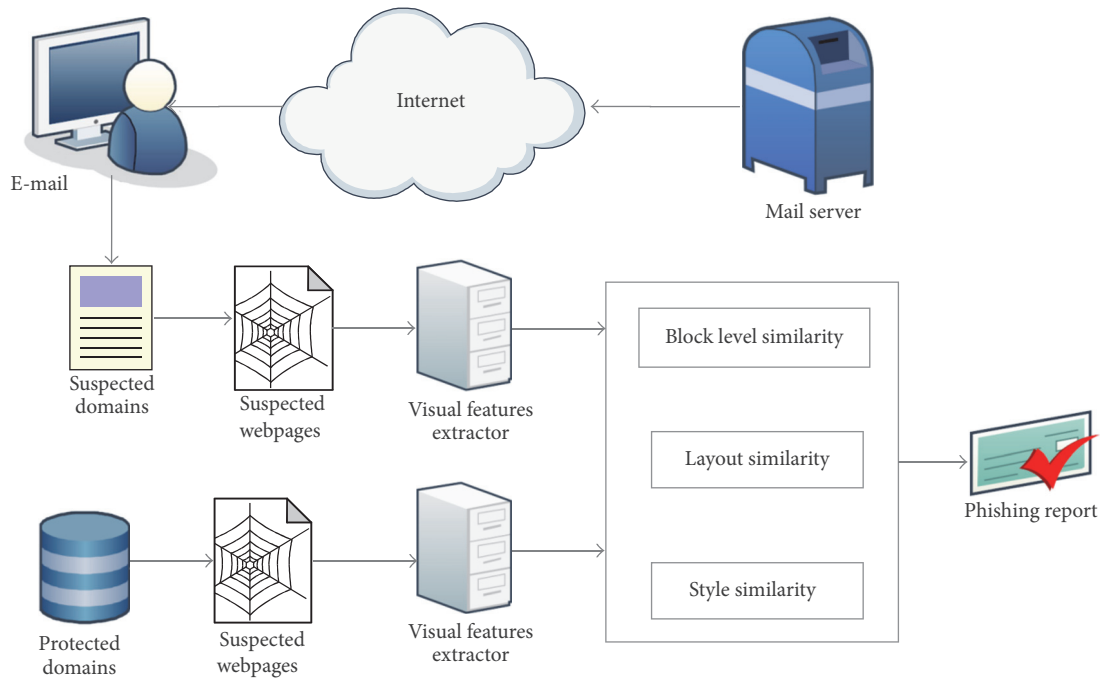 Internet
E-mail
Mail server
Suspected
domains
Suspected
webpages
Visual features
extractor
Block level similarity
Layout similarity
Style similarity
Phishing report
Protected
domains
Suspected
webpages
Visual features
extractor